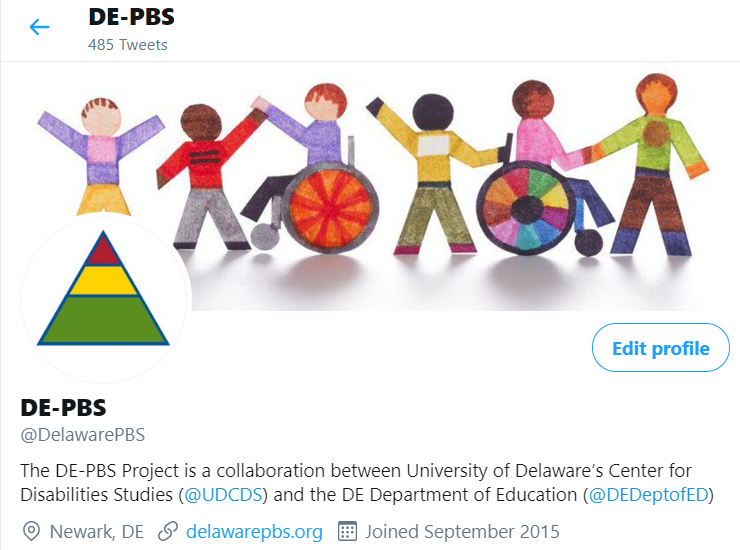 DE-PBS
485 Tweets
Edit profile
DE-PBS
@DelawarePBS
The DE-PBS Project is a collaboration between University of Delaware's Center for
Disabilities Studies (@UDCDS) and the DE Department of Education (@DEDeptofED)
Newark, DE delawarepbs.org Joined September 2015